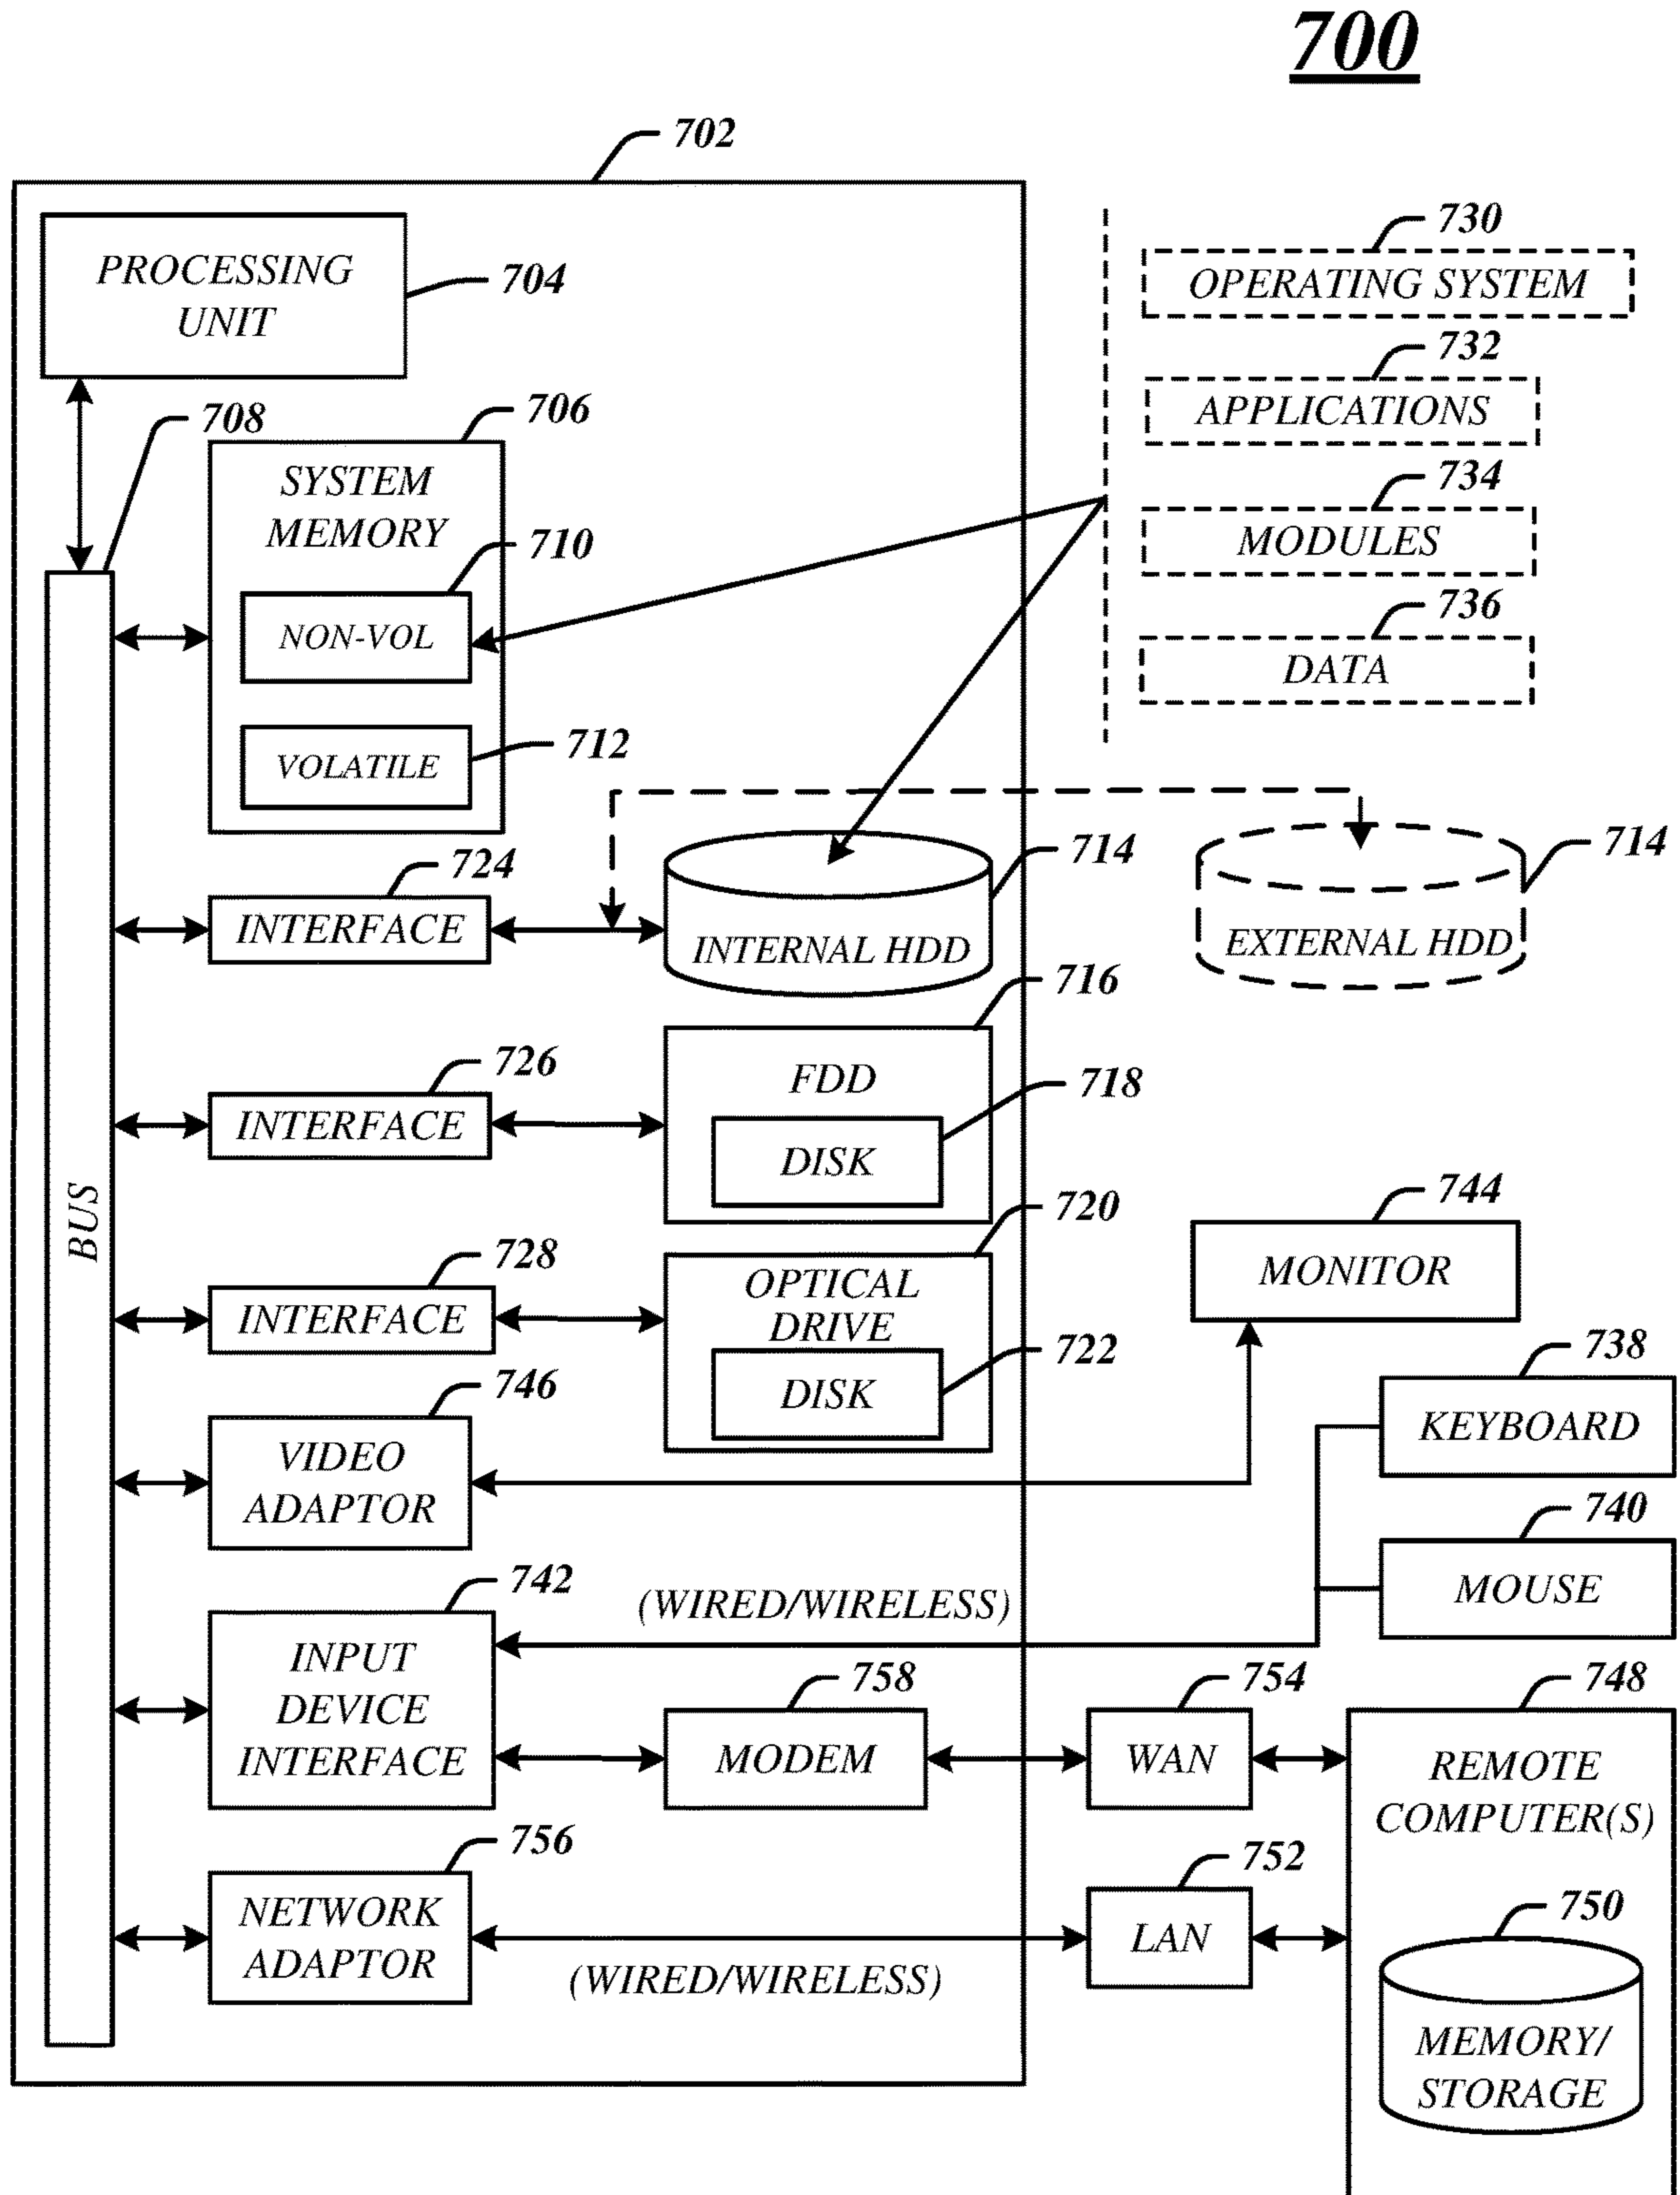 700
702
PROCESSING
UNIT
704
730
OPERATING SYSTEM
732
APPLICATIONS
734
MODULES
736
DATA
708
706
SYSTEM
MEMORY
710
NON-VOL
712
VOLATILE
724
INTERFACE
714
INTERNAL HDD
714
EXTERNAL HDD
716
FDD
718
DISK
726
INTERFACE
BUS
720
OPTICAL
DRIVE
722
DISK
728
INTERFACE
744
MONITOR
746
VIDEO
ADAPTOR
738
KEYBOARD
740
MOUSE
742
INPUT
DEVICE
INTERFACE
(WIRED/WIRELESS)
758
MODEM
754
WAN
748
REMOTE
COMPUTER(S)
756
NETWORK
ADAPTOR
(WIRED/WIRELESS)
752
LAN
750
MEMORY/
STORAGE